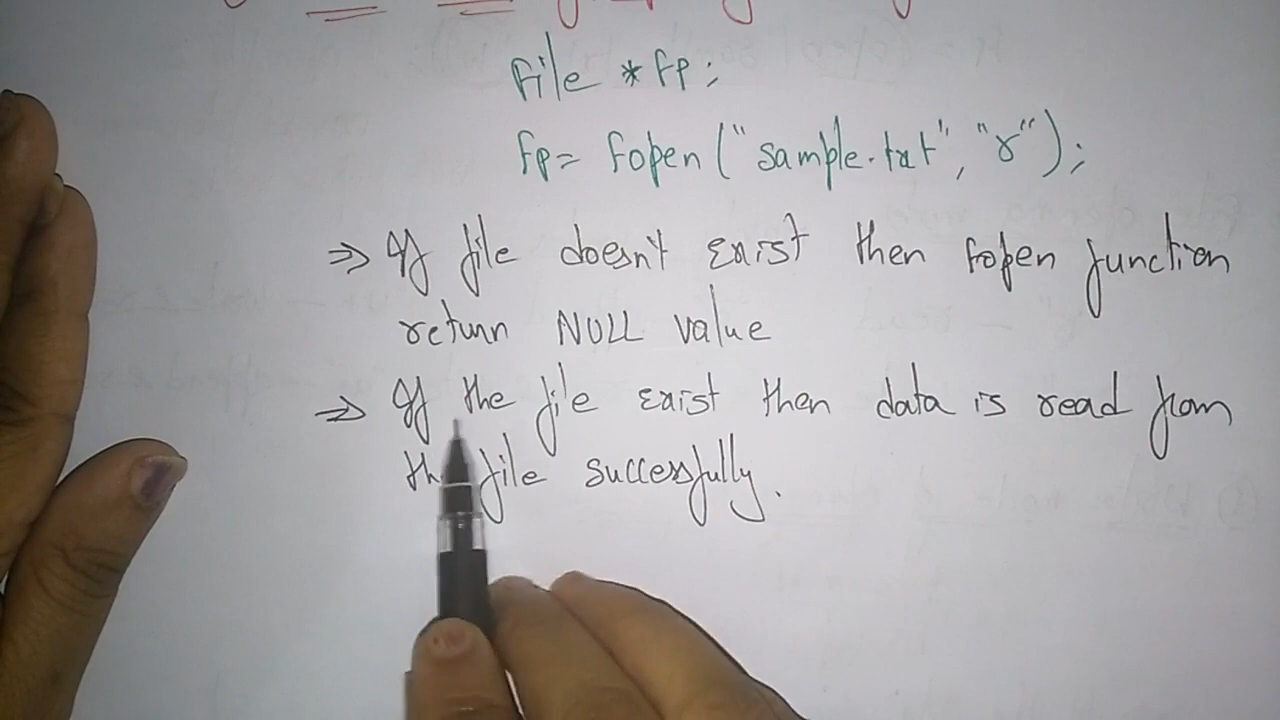 File *fp;
fp= fopen("sample.txt", "r");
⇒ If file doesn't exist then fopen function
return NULL value
⇒ If the file exist then data is read from
the file successfully.